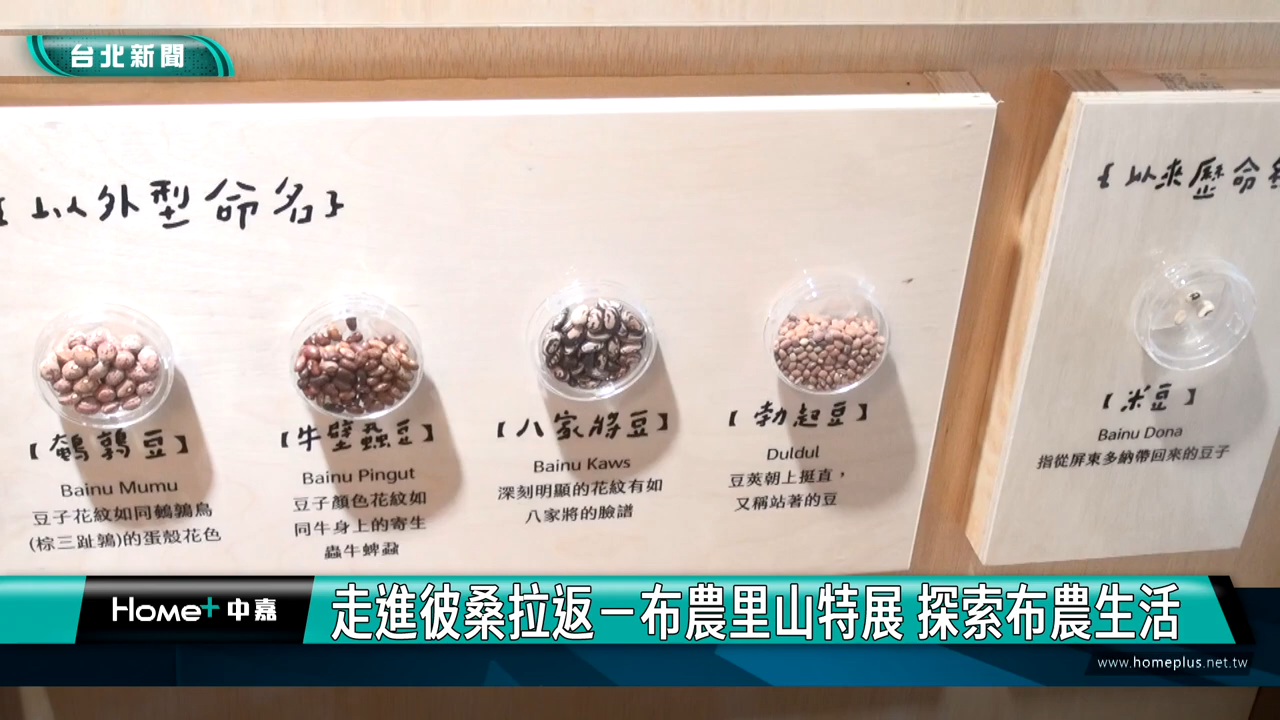 台北新聞
【以外型命名】
【以來歷命名
【鵪鶉豆】
Bainu Mumu
豆子花紋如同鵪鶉鳥
(棕三趾鶉)的蛋殼花色
【牛壁蝨豆】
Bainu Pingut
豆子顏色花紋如
同牛身上的寄生
蟲牛蜱蝨
【八家將豆】
Bainu Kaws
深刻明顯的花紋有如
八家將的臉譜
【勃起豆】
Duldul
豆莢朝上挺直，
又稱站著的豆
【米豆】
Bainu Dona
指從屏東多納帶回來的豆子
Home+中嘉
走進彼桑拉返－布農里山特展 探索布農生活
www.homeplus.net.tw